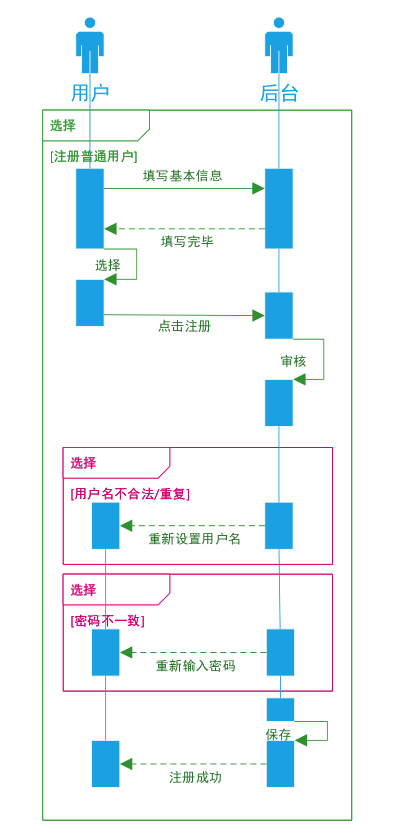 用户
后台
选择
[注册普通用户]
填写基本信息
填写完毕
选择
点击注册
审核
选择
[用户名不合法/重复]
重新设置用户名
选择
[密码不一致]
重新输入密码
保存
注册成功